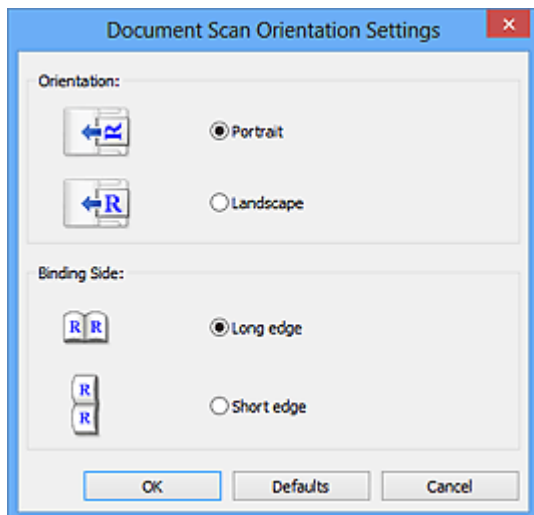 Document Scan Orientation Settings
Orientation:
R
Portrait
R
Landscape
Binding Side:
R R
Long edge
R
R
Short edge
OK Defaults Cancel